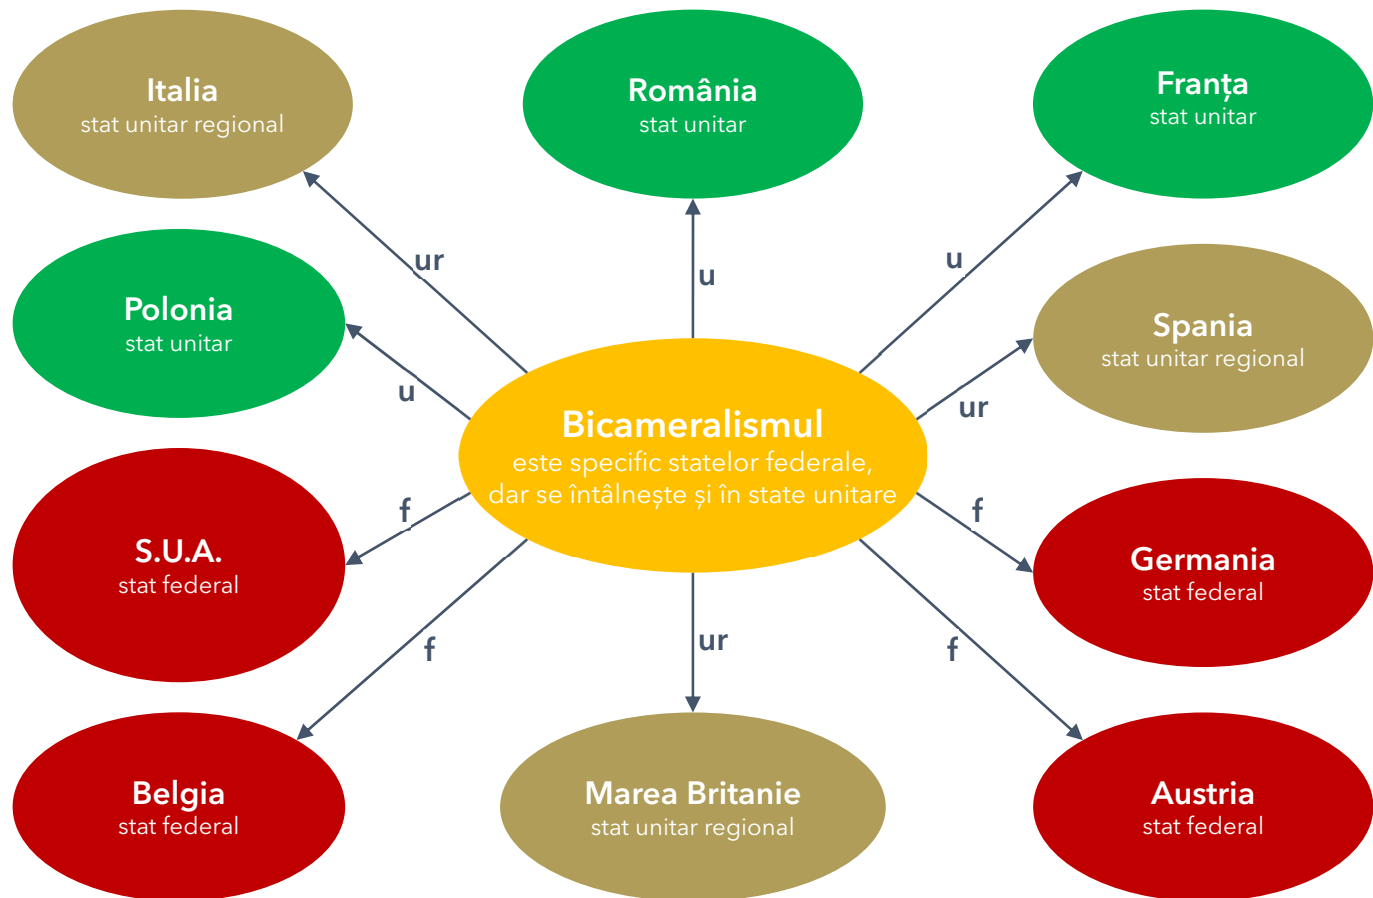 Italia
stat unitar regional
România
stat unitar
Franța
stat unitar
ur
u
u
Polonia
stat unitar
Spania
stat unitar regional
u
ur
Bicameralismul
este specific statelor federale,
dar se întâlnește și în state unitare
f
f
S.U.A.
stat federal
Germania
stat federal
f
ur
f
Belgia
stat federal
Marea Britanie
stat unitar regional
Austria
stat federal